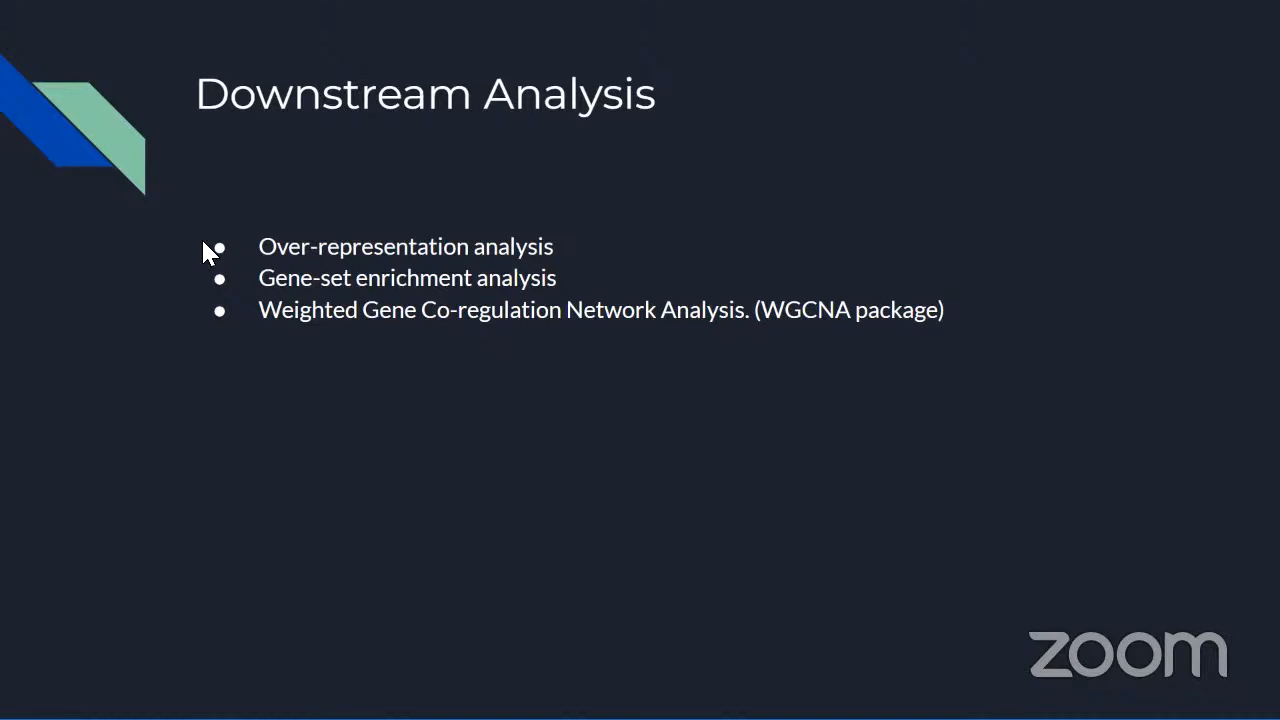 Downstream Analysis
● Over-representation analysis
● Gene-set enrichment analysis
● Weighted Gene Co-regulation Network Analysis. (WGCNA package)
zoom